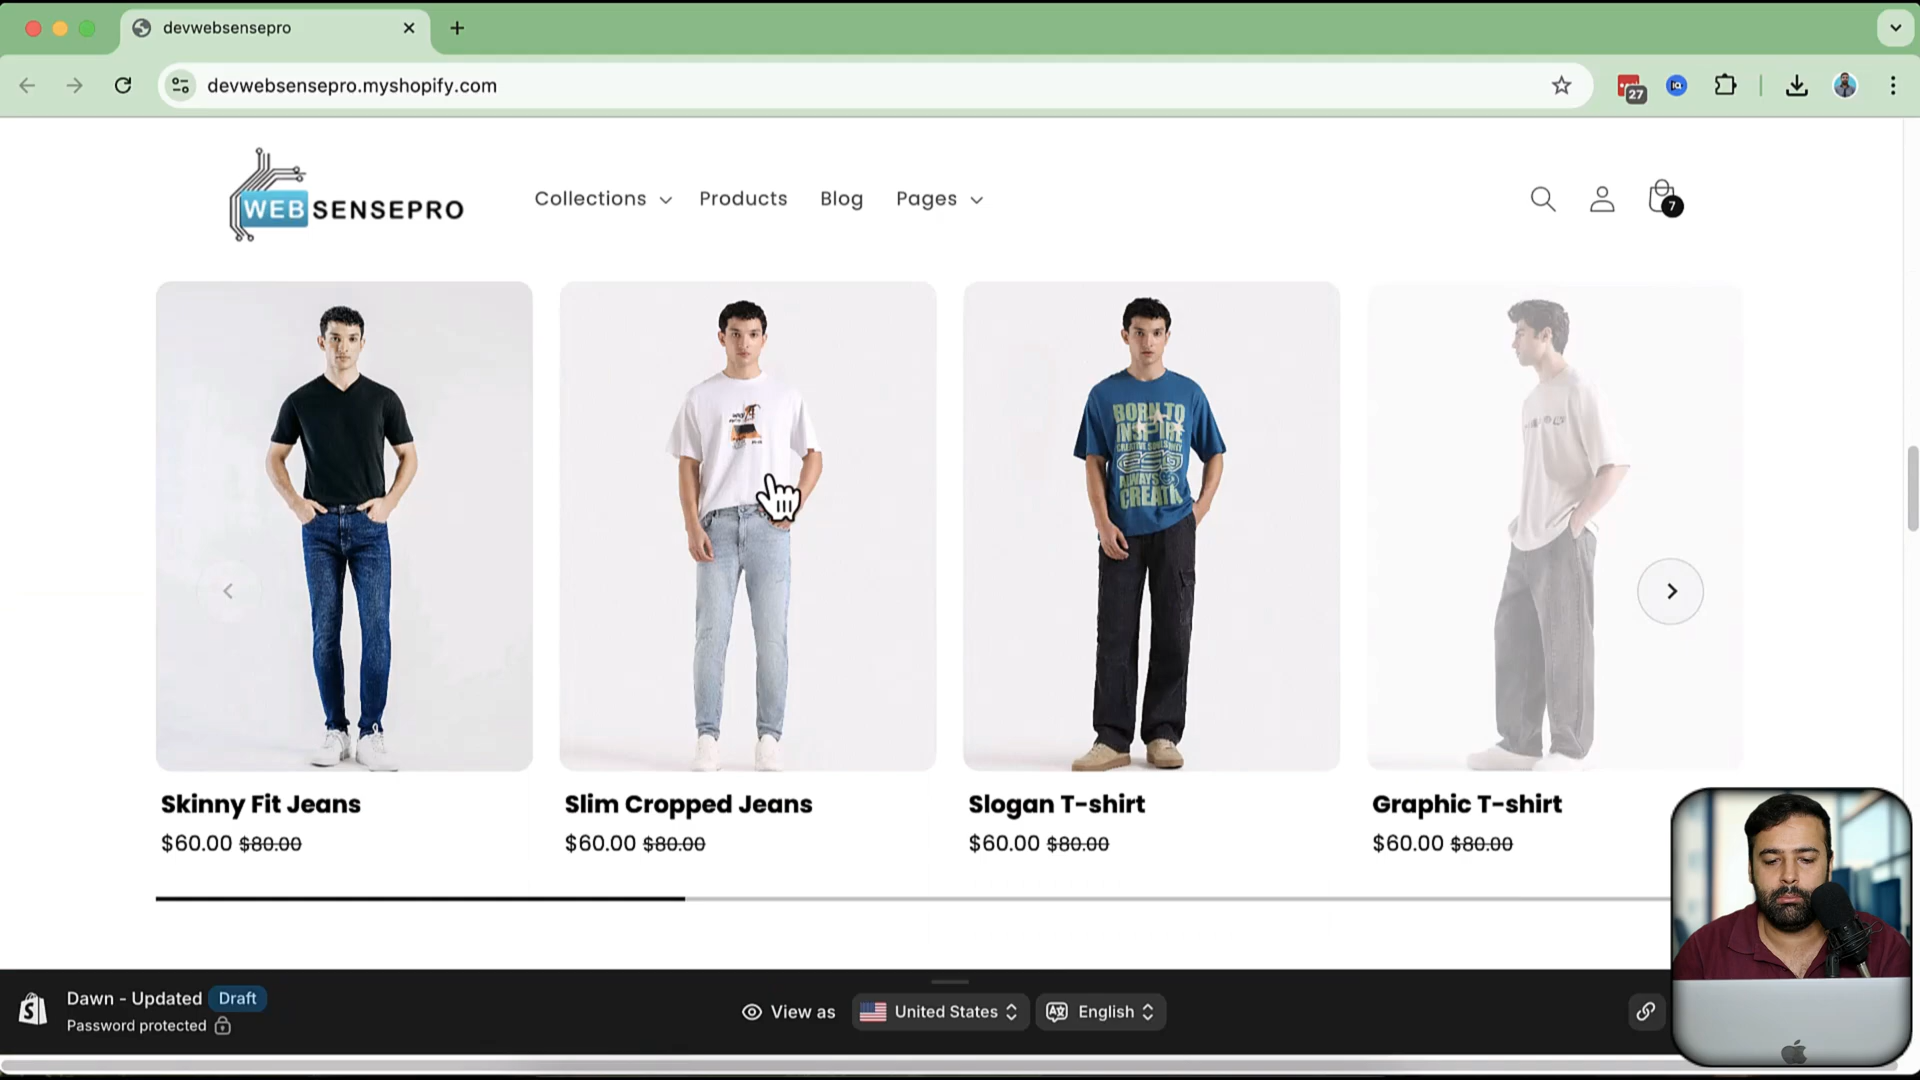 devwebsensepro
devwebsensepro.myshopify.com
27
WEBSENSEPRO
Collections
Products
Blog
Pages
7
BORN TO
INSPIRE
ESG
ALWAYS
CREATE
Skinny Fit Jeans
Slim Cropped Jeans
Slogan T-shirt
Graphic T-shirt
$60.00 $80.00
$60.00 $80.00
$60.00 $80.00
$60.00 $80.00
Dawn - Updated
Draft
Password protected
View as
United States
English